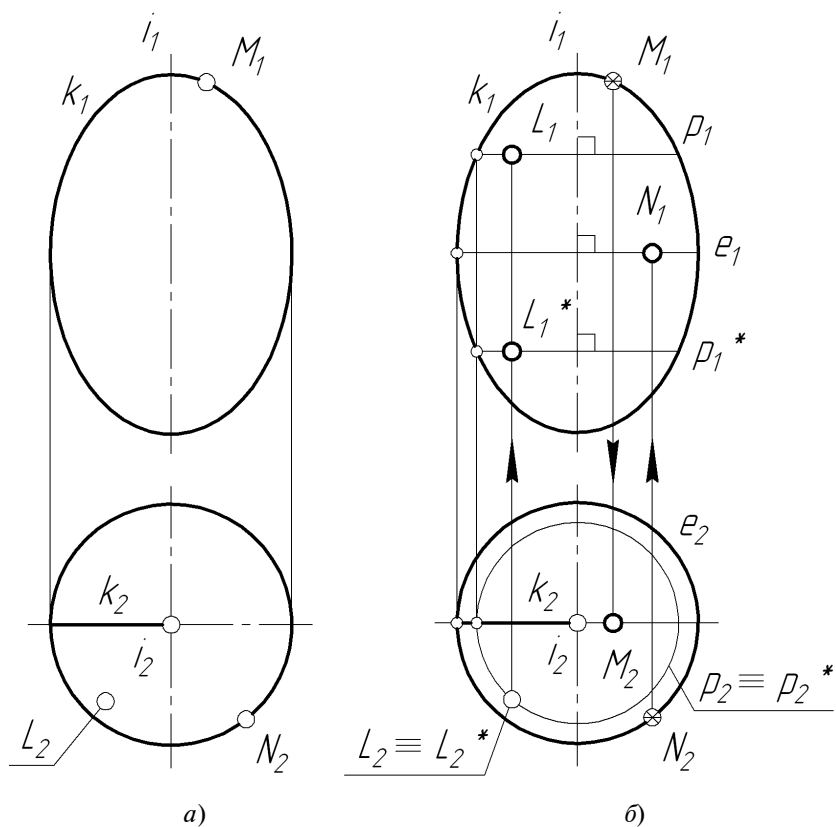 i₁
M₁
k₁
k₂
i₂
L₂
N₂
а)
i₁
M₁
k₁
L₁
p₁
N₁
e₁
L₁*
p₁*
e₂
k₂
i₂
M₂
p₂ ≡ p₂*
L₂ ≡ L₂*
N₂
б)